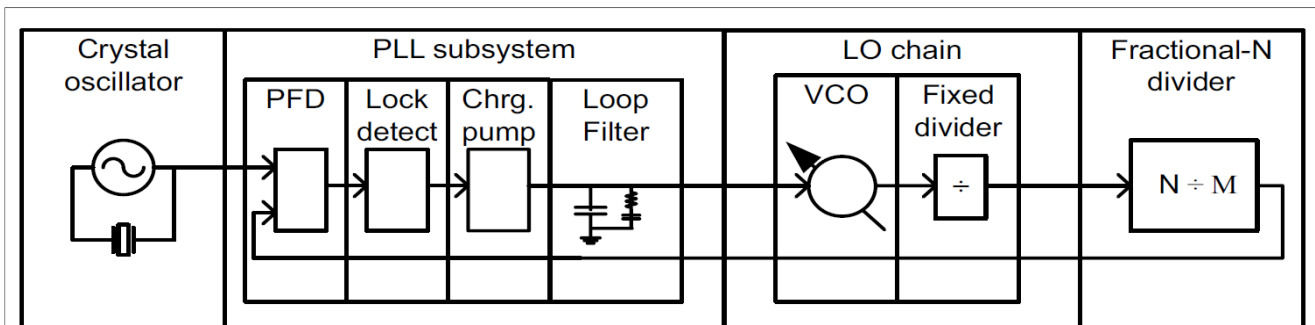 Crystal
oscillator
PLL subsystem
PFD
Lock
detect
Chrg.
pump
Loop
Filter
LO chain
VCO
Fixed
divider
÷
Fractional-N
divider
N ÷ M